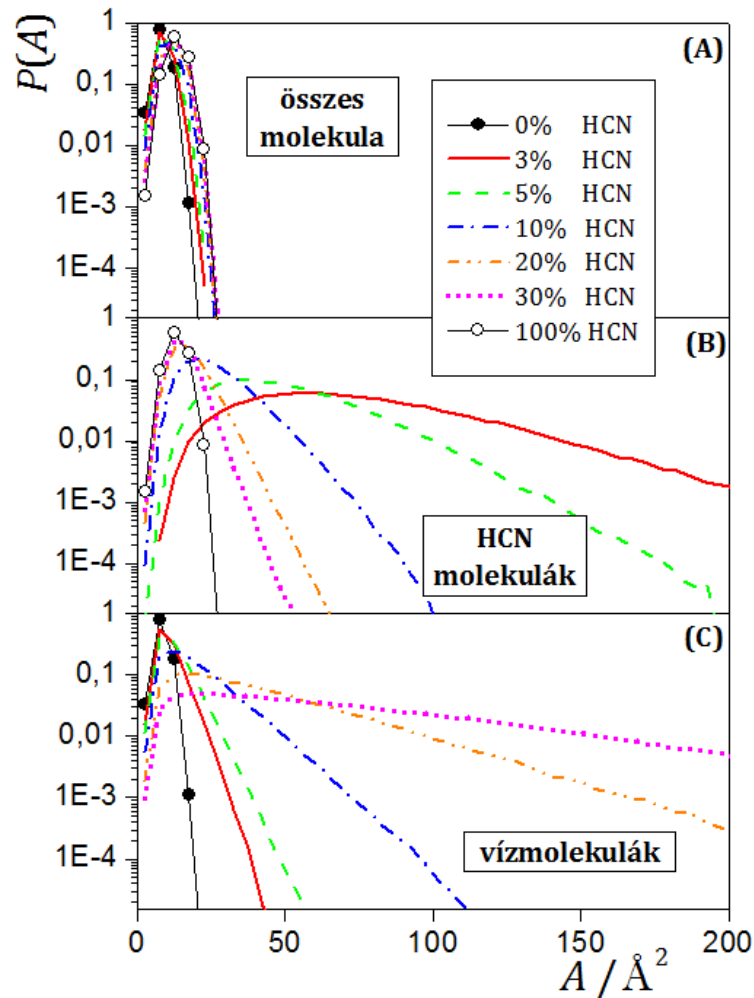 P(A)
1
0,1
0,01
1E-3
1E-4
(A)
összes
molekula
0% HCN
3% HCN
5% HCN
10% HCN
20% HCN
30% HCN
100% HCN
1
0,1
0,01
1E-3
1E-4
(B)
HCN
molekulák
1
0,1
0,01
1E-3
1E-4
(C)
vízmolekulák
0 50 100 150 200
A / Å²